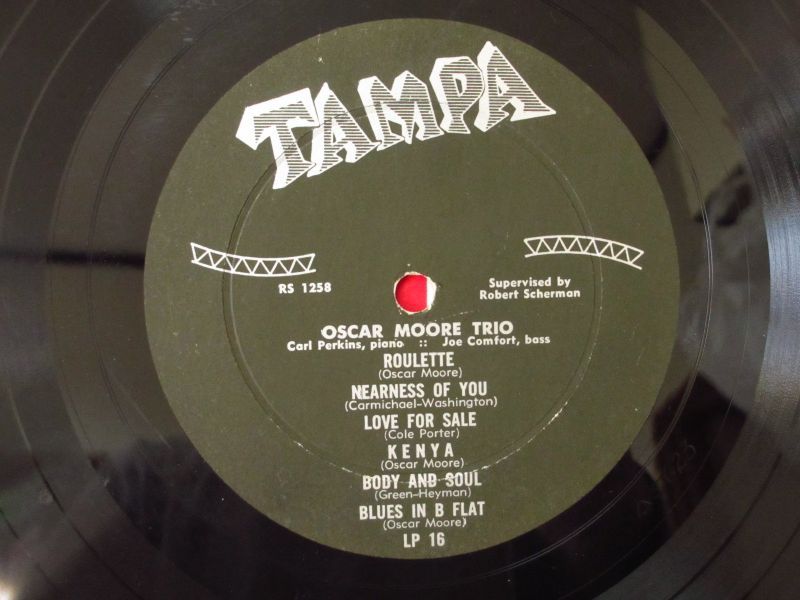 TAMPA
RS 1258
Supervised by
Robert Scherman
OSCAR MOORE TRIO
Carl Perkins, piano :: Joe Comfort, bass
ROULETTE
(Oscar Moore)
NEARNESS OF YOU
(Carmichael-Washington)
LOVE FOR SALE
(Cole Porter)
KENYA
(Oscar Moore)
BODY AND SOUL
(Green-Heyman)
BLUES IN B FLAT
(Oscar Moore)
LP 16